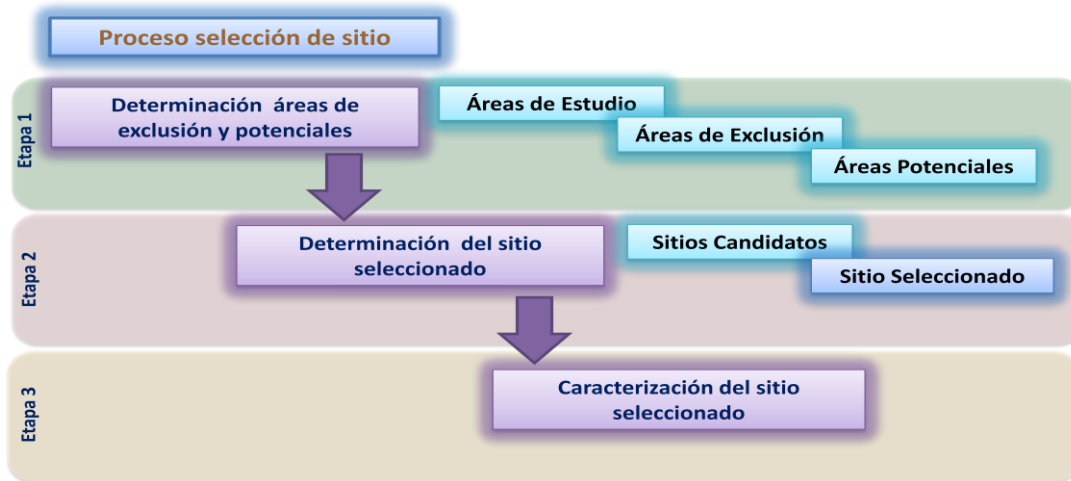 Proceso selección de sitio
Etapa 1
Determinación áreas de
exclusión y potenciales
Áreas de Estudio
Áreas de Exclusión
Áreas Potenciales
Etapa 2
Determinación del sitio
seleccionado
Sitios Candidatos
Sitio Seleccionado
Etapa 3
Caracterización del sitio
seleccionado